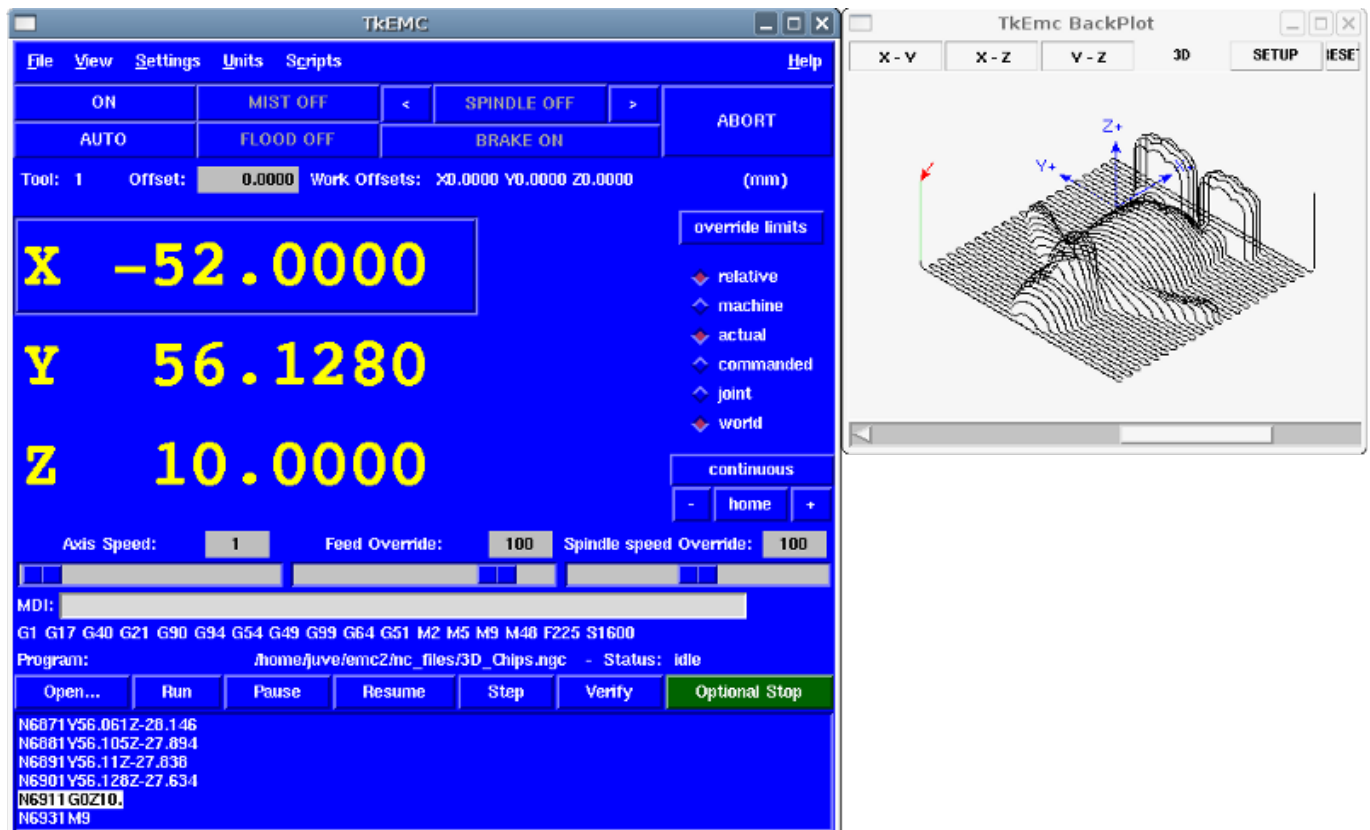 TkEMC
File View Settings Units Scripts Help
ON MIST OFF < SPINDLE OFF > ABORT
AUTO FLOOD OFF BRAKE ON
Tool: 1 Offset: 0.0000 Work Offsets: X0.0000 Y0.0000 Z0.0000 (mm)
override limits
X -52.0000
relative
machine
Y 56.1280
actual
commanded
joint
world
Z 10.0000
continuous
- home +
Axis Speed: 1 Feed Override: 100 Spindle speed Override: 100
MDI:
G1 G17 G40 G21 G90 G94 G54 G49 G99 G64 G51 M2 M5 M9 M48 F225 S1600
Program: /home/juve/emc2/nc_files/3D_Chips.ngc - Status: idle
Open... Run Pause Resume Step Verify Optional Stop
N6871Y56.061Z-28.146
N6881Y56.105Z-27.894
N6891Y56.11Z-27.838
N6901Y56.128Z-27.634
N6911G0Z10.
N6931M9
TkEmc BackPlot
X - Y X - Z Y - Z 3D SETUP RESET
Z+
Y+ X+